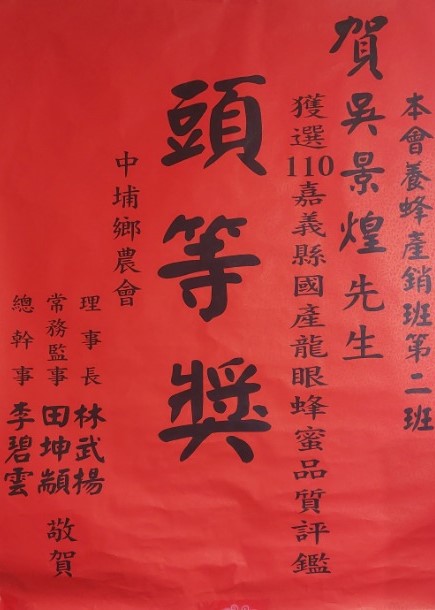 本會養蜂產銷班第二班
賀吳景煌先生
獲選110嘉義縣國產龍眼蜂蜜品質評鑑
頭等獎
中埔鄉農會
理事長 林武揚
常務監事 田坤顓
總幹事 李碧雲
敬賀